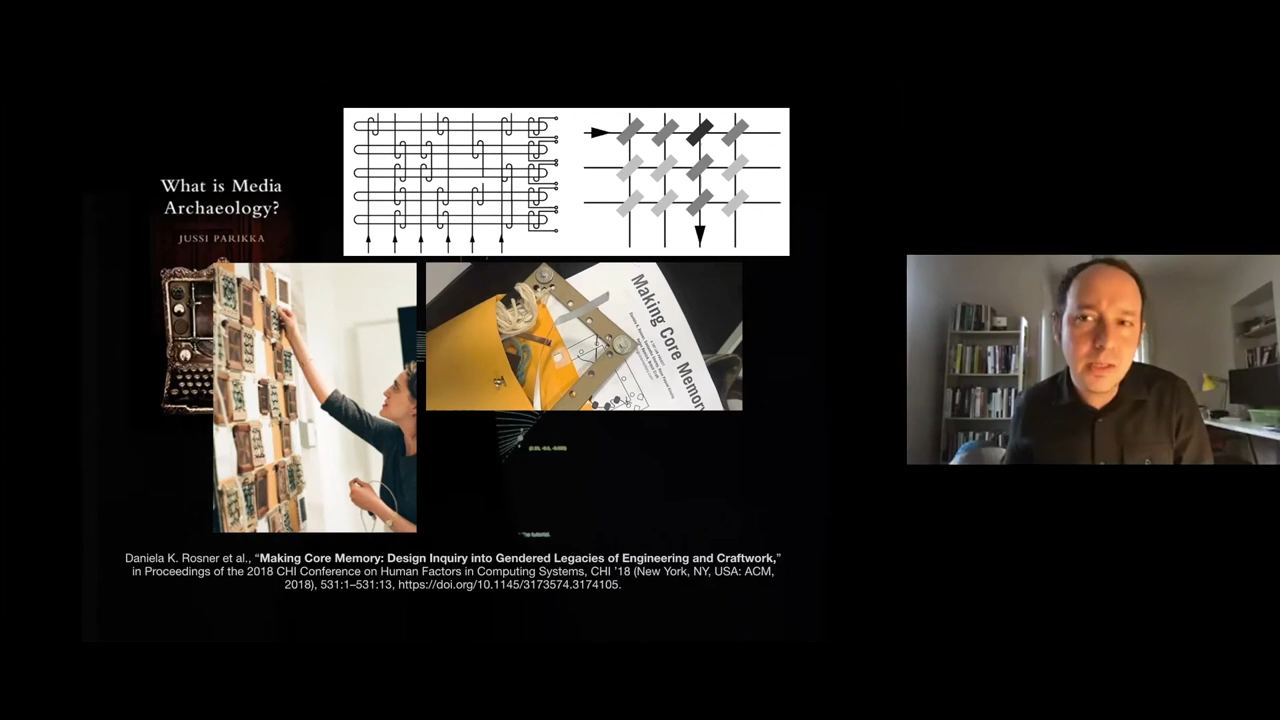 What is Media
Archaeology?
JUSSI PARIKKA
Making Core Memory
Daniela K. Rosner et al., “Making Core Memory: Design Inquiry into Gendered Legacies of Engineering and Craftwork,”
in Proceedings of the 2018 CHI Conference on Human Factors in Computing Systems, CHI ’18 (New York, NY, USA: ACM,
2018), 531:1–531:13, https://doi.org/10.1145/3173574.3174105.